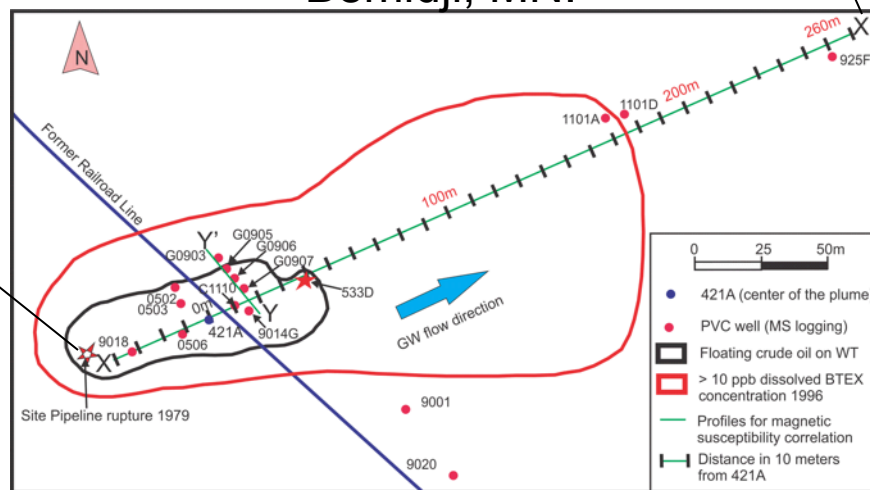 Bemidji, MN.
N
X'
260m
925F
200m
1101D
1101A
Former Railroad Line
100m
Y'
G0905
G0903
G0906
G0907
C1110
0502
0503
0m
421A
Y
533D
9014G
GW flow direction
9018
X
0506
Site Pipeline rupture 1979
9001
9020
0 25 50m
421A (center of the plume
PVC well (MS logging)
Floating crude oil on WT
> 10 ppb dissolved BTEX
concentration 1996
Profiles for magnetic
susceptibility correlation
Distance in 10 meters
from 421A